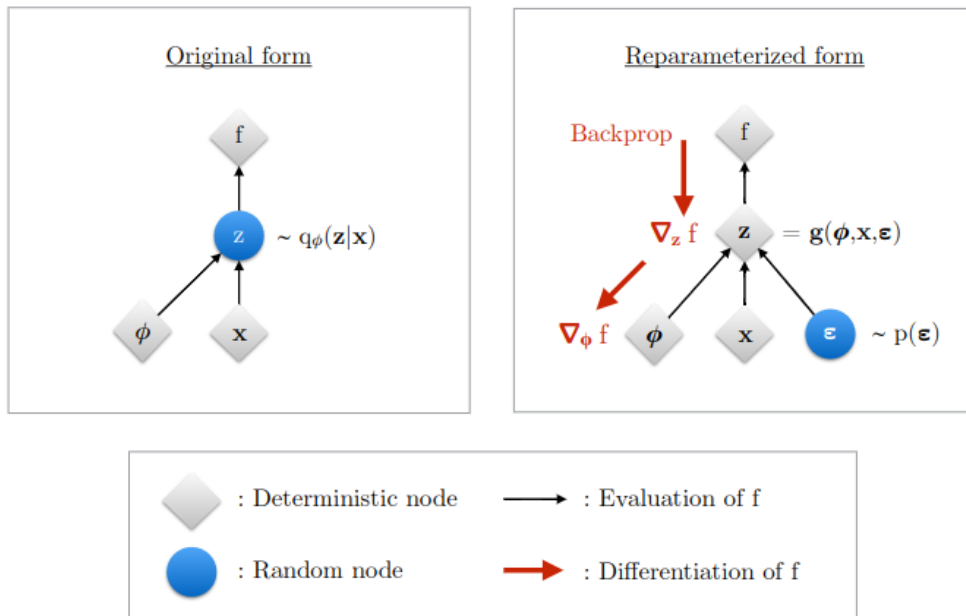 Original form
f
z ~ qϕ(z|x)
ϕ x
Reparameterized form
Backprop f
∇z f z = g(ϕ,x,ε)
∇ϕ f ϕ x ε ~ p(ε)
: Deterministic node : Evaluation of f
: Random node : Differentiation of f